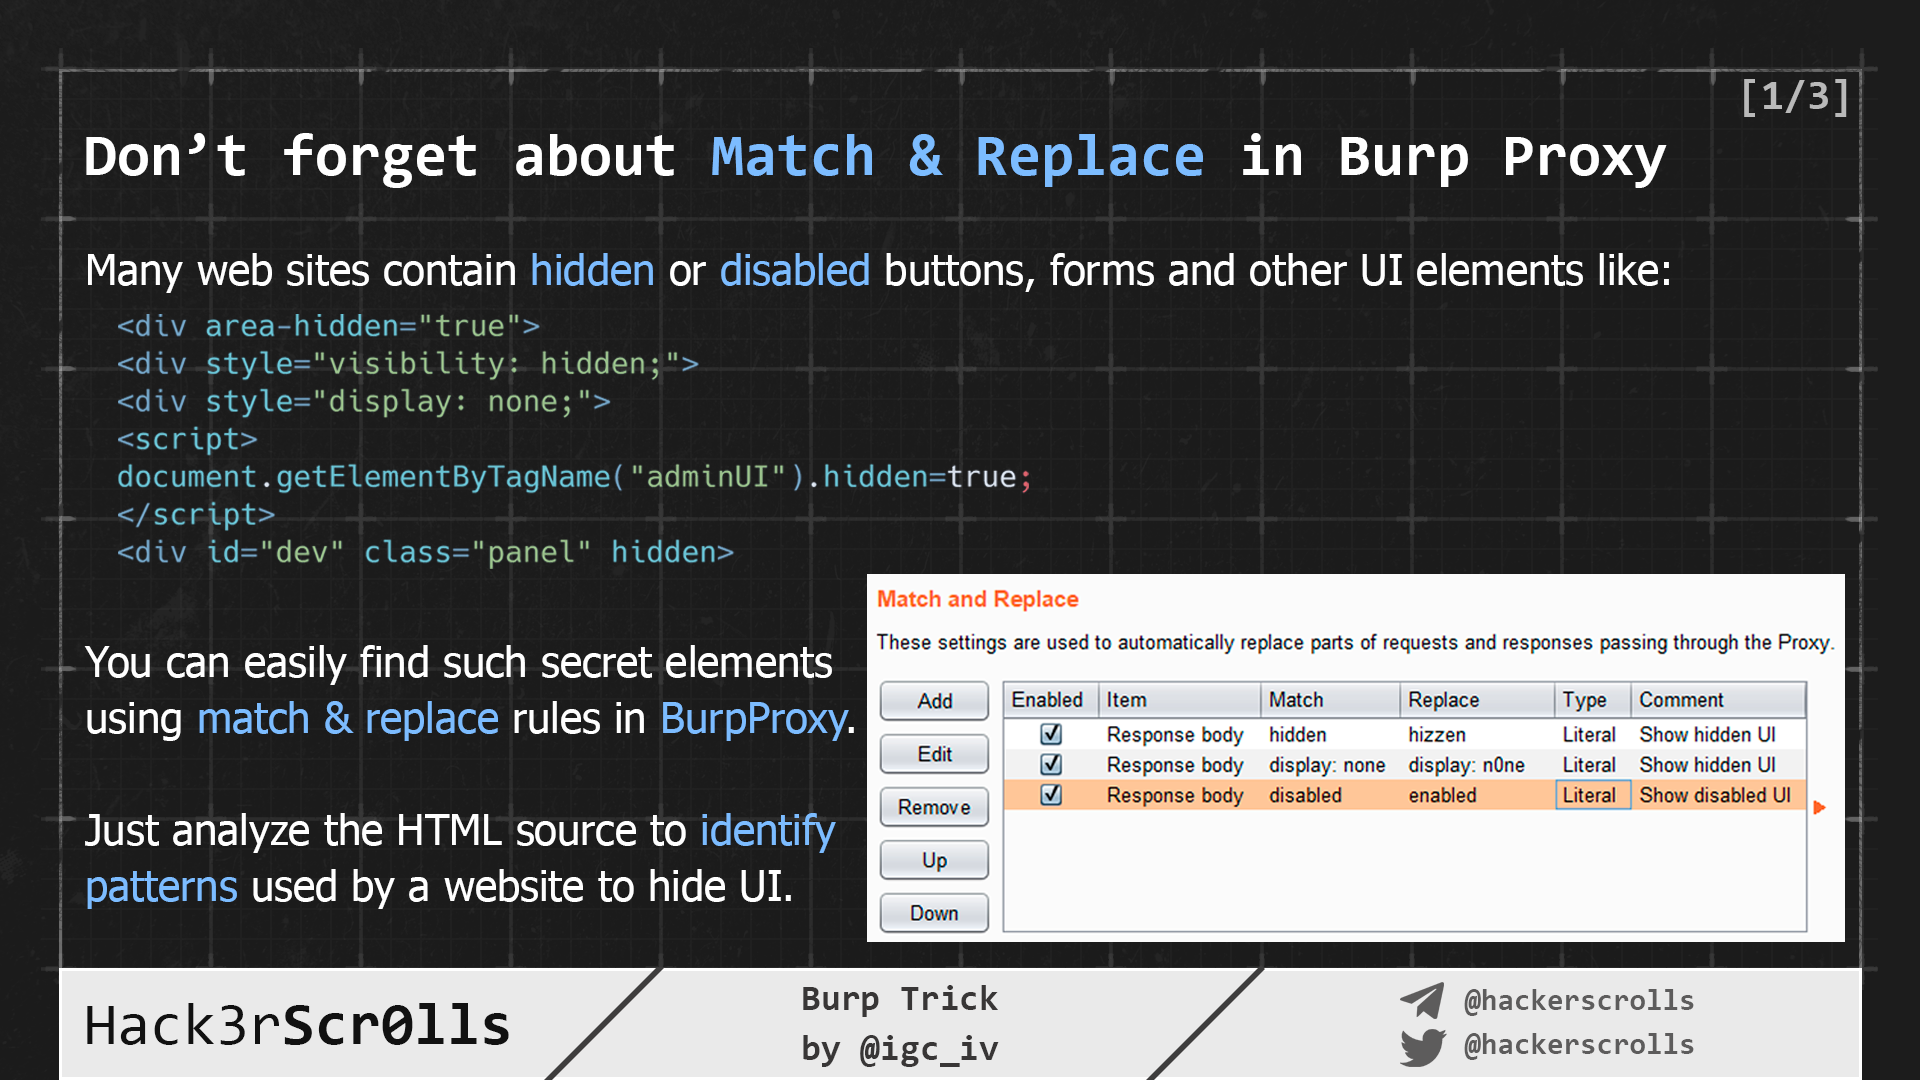 [1/3]
Don’t forget about Match & Replace in Burp Proxy
Many web sites contain hidden or disabled buttons, forms and other UI elements like:
<div area-hidden="true">
<div style="visibility: hidden;">
<div style="display: none;">
<script>
document.getElementByTagName("adminUI").hidden=true;
</script>
<div id="dev" class="panel" hidden>
You can easily find such secret elements
using match & replace rules in BurpProxy.
Just analyze the HTML source to identify
patterns used by a website to hide UI.
Match and Replace
These settings are used to automatically replace parts of requests and responses passing through the Proxy.
Add
Edit
Remove
Up
Down
Enabled Item Match Replace Type Comment
Response body hidden hizzen Literal Show hidden UI
Response body display: none display: n0ne Literal Show hidden UI
Response body disabled enabled Literal Show disabled UI
Hack3rScr0lls
Burp Trick
by @igc_iv
@hackerscrolls
@hackerscrolls